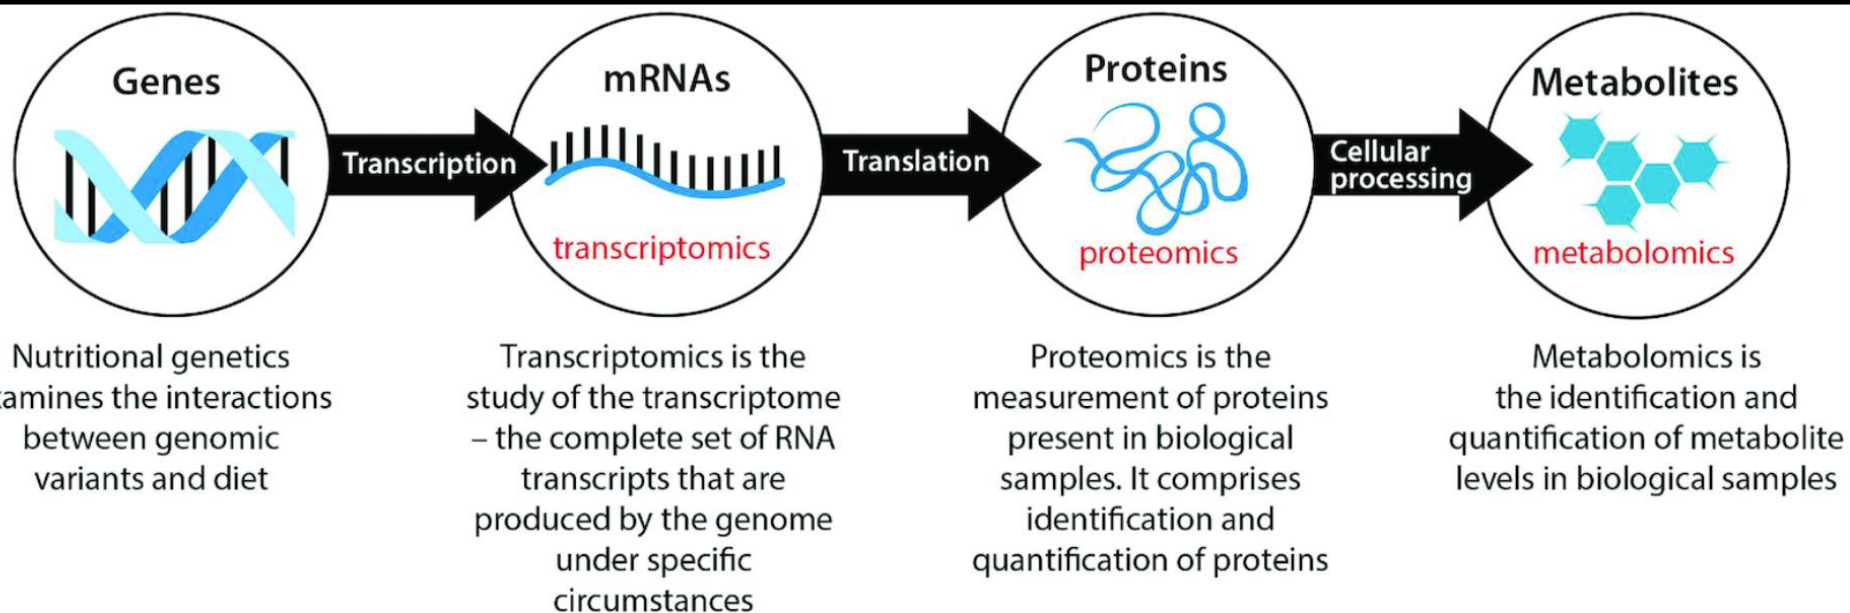 Genes
Transcription
mRNAs
transcriptomics
Translation
Proteins
proteomics
Cellular
processing
Metabolites
metabolomics
Nutritional genetics
amines the interactions
between genomic
variants and diet
Transcriptomics is the
study of the transcriptome
– the complete set of RNA
transcripts that are
produced by the genome
under specific
circumstances
Proteomics is the
measurement of proteins
present in biological
samples. It comprises
identification and
quantification of proteins
Metabolomics is
the identification and
quantification of metabolite
levels in biological samples